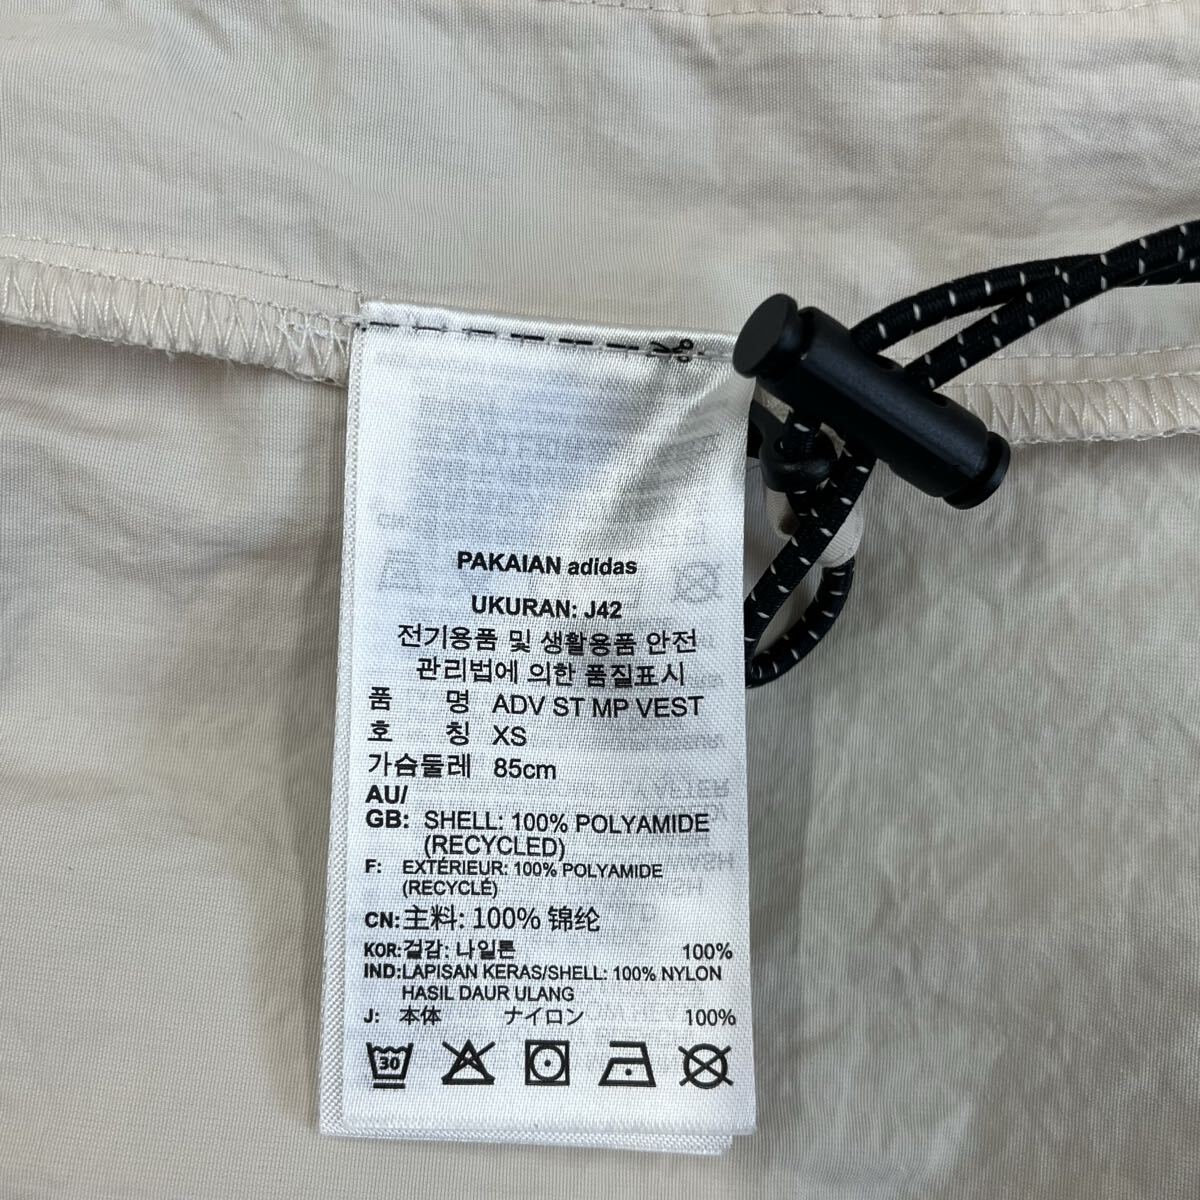 PAKAIAN adidas
UKURAN: J42
전기용품 및 생활용품 안전
관리법에 의한 품질표시
품 명 ADV ST MP VEST
호 칭 XS
가슴둘레 85cm
AU/
GB: SHELL: 100% POLYAMIDE
(RECYCLED)
F: EXTÉRIEUR: 100% POLYAMIDE
(RECYCLÉ)
CN: 主料: 100% 锦纶
KOR: 겉감: 나일론 100%
IND: LAPISAN KERAS/SHELL: 100% NYLON
HASIL DAUR ULANG
J: 本体 ナイロン 100%
30